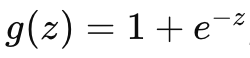 g(z) = 1 + e^{-z}